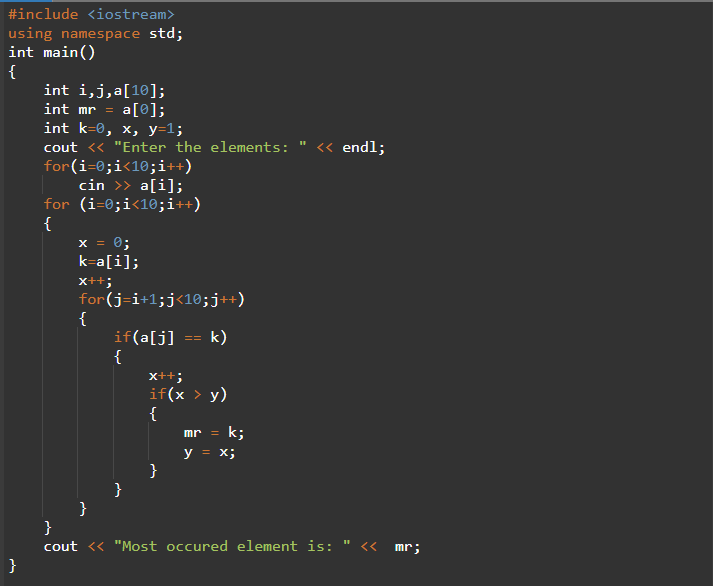 #include <iostream>
using namespace std;
int main()
{
    int i,j,a[10];
    int mr = a[0];
    int k=0, x, y=1;
    cout << "Enter the elements: " << endl;
    for(i=0;i<10;i++)
        cin >> a[i];
    for (i=0;i<10;i++)
    {
        x = 0;
        k=a[i];
        x++;
        for(j=i+1;j<10;j++)
        {
            if(a[j] == k)
            {
                x++;
                if(x > y)
                {
                    mr = k;
                    y = x;
                }
            }
        }
    }
    cout << "Most occured element is: " <<  mr;
}